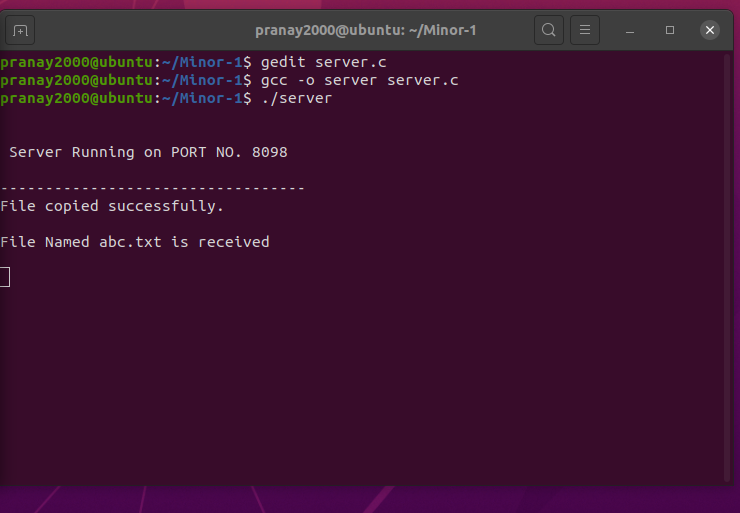 pranay2000@ubuntu: ~/Minor-1
pranay2000@ubuntu:~/Minor-1$ gedit server.c
pranay2000@ubuntu:~/Minor-1$ gcc -o server server.c
pranay2000@ubuntu:~/Minor-1$ ./server
Server Running on PORT NO. 8098
----------------------------------
File copied successfully.
File Named abc.txt is received